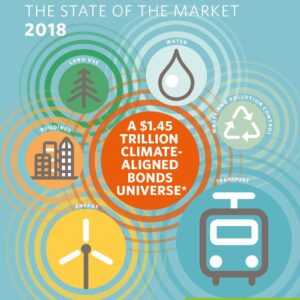 THE STATE OF THE MARKET
2018
WATER
LAND USE
WASTE AND POLLUTION CONTROL
BUILDINGS
A $1.45
TRILLION
CLIMATE-
ALIGNED
BONDS
UNIVERSE*
TRANSPORT
ENERGY